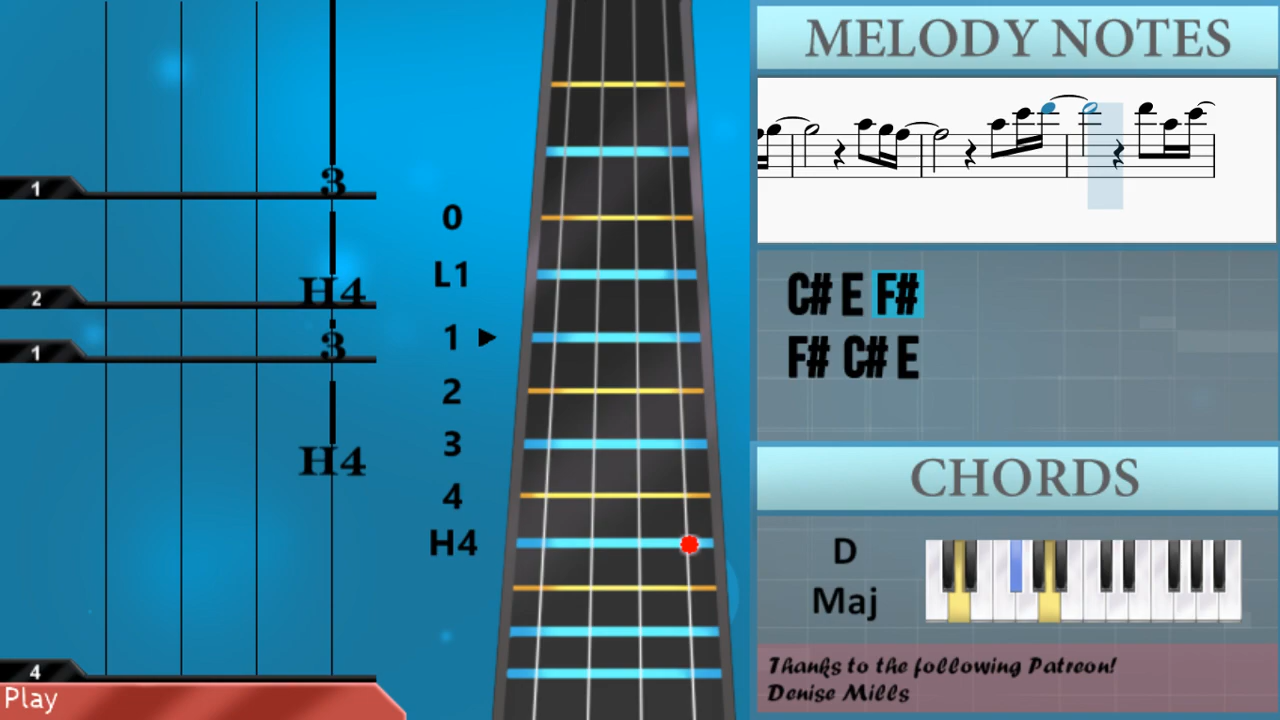 1
3
2
H4
1
3
H4
4
Play
0
L1
1
2
3
4
H4
MELODY NOTES
C# E F#
F# C# E
CHORDS
D
Maj
Thanks to the following Patreon!
Denise Mills